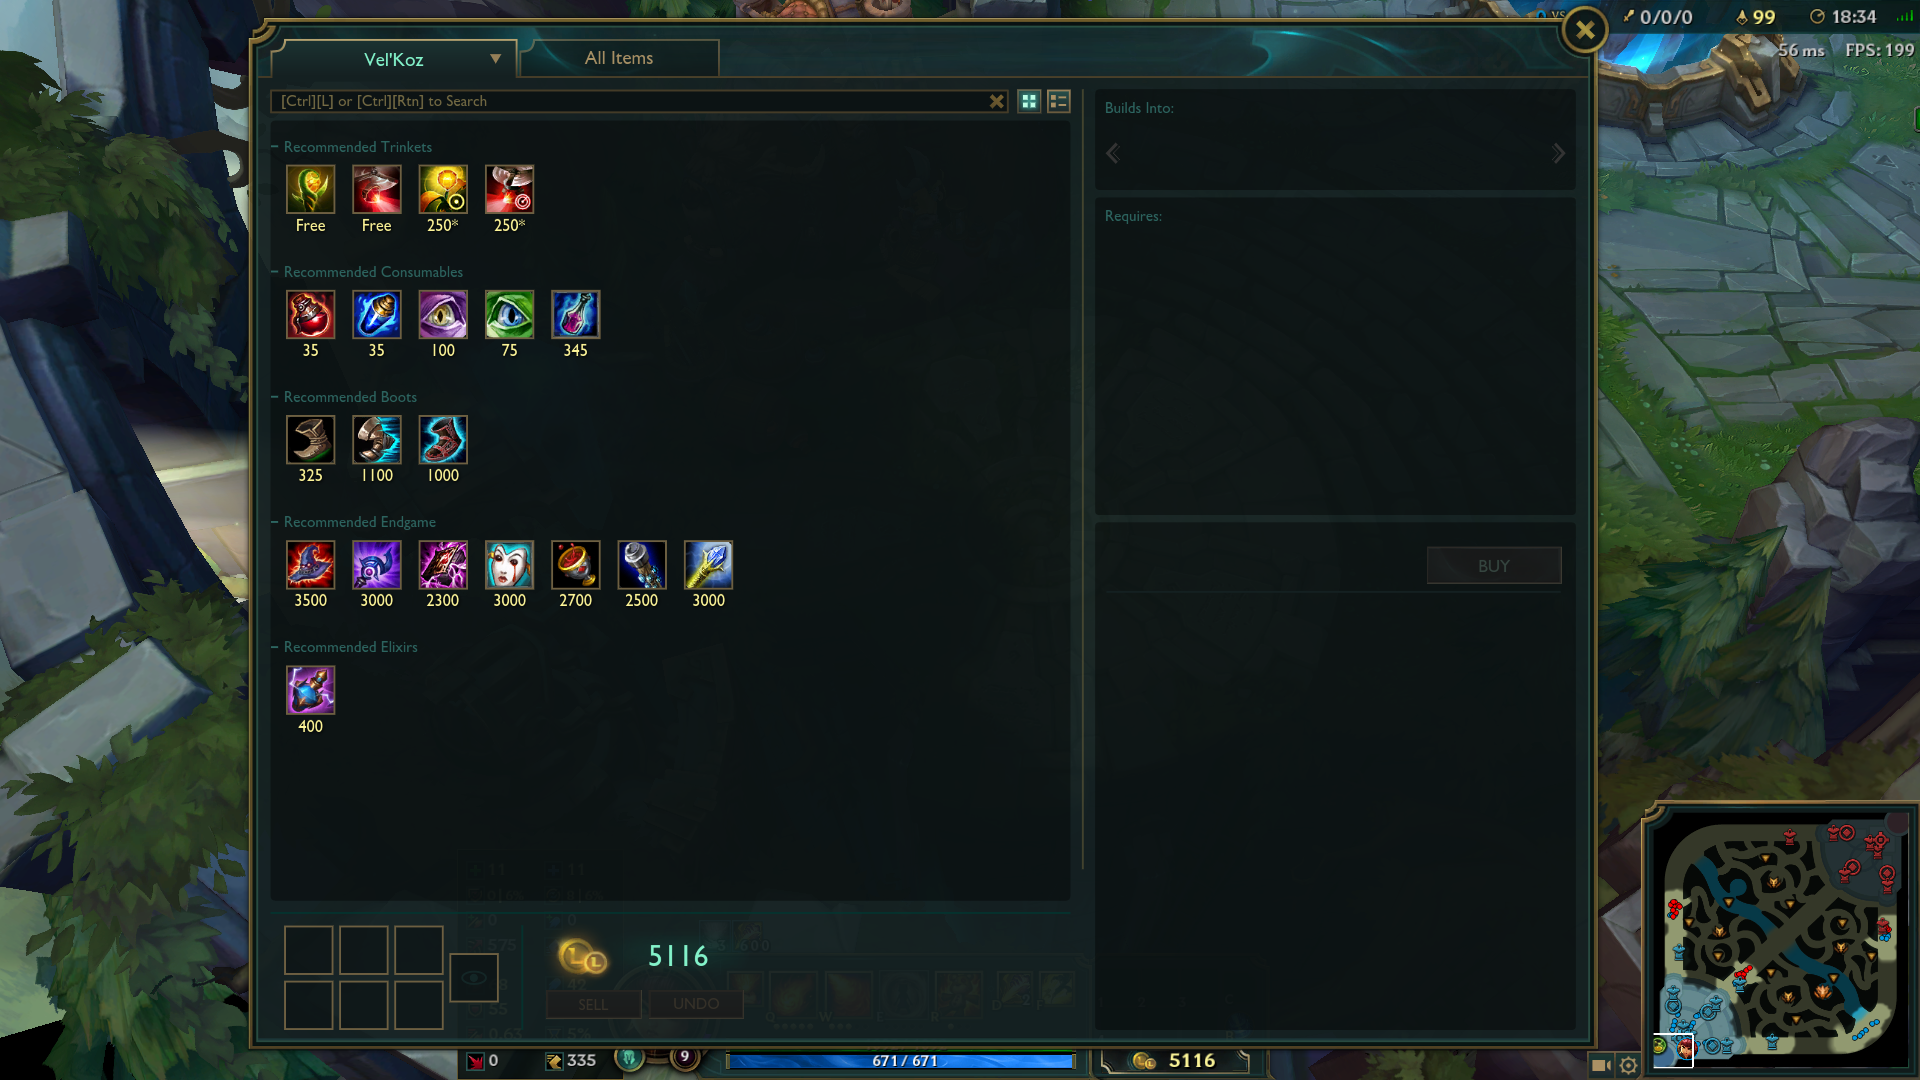 VS
0/0/0
99
18:34
56 ms FPS: 199
Vel'Koz
All Items
[Ctrl][L] or [Ctrl][Rtn] to Search
Builds Into:
Recommended Trinkets
Free
Free
250*
250*
Requires:
Recommended Consumables
35
35
100
75
345
Recommended Boots
325
1100
1000
Recommended Endgame
3500
3000
2300
3000
2700
2500
3000
BUY
Recommended Elixirs
400
5116
SELL
UNDO
0
335
9
671 / 671
5116